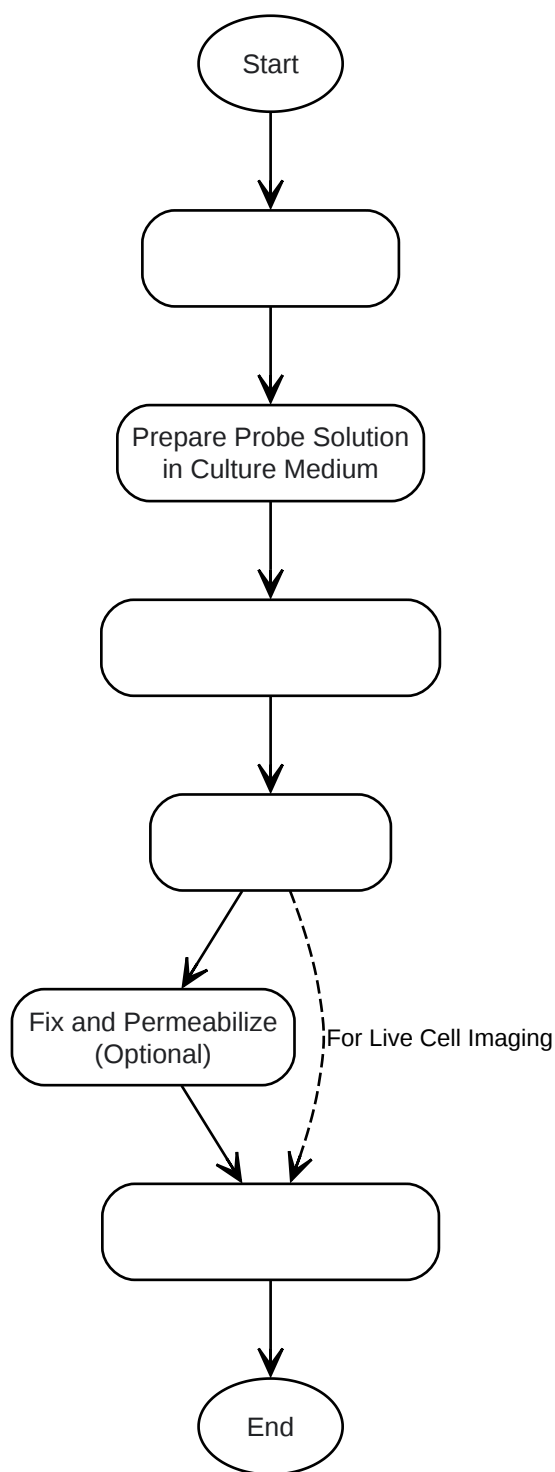 Start
Prepare Probe Solution
in Culture Medium
Fix and Permeabilize
(Optional)
For Live Cell Imaging
End